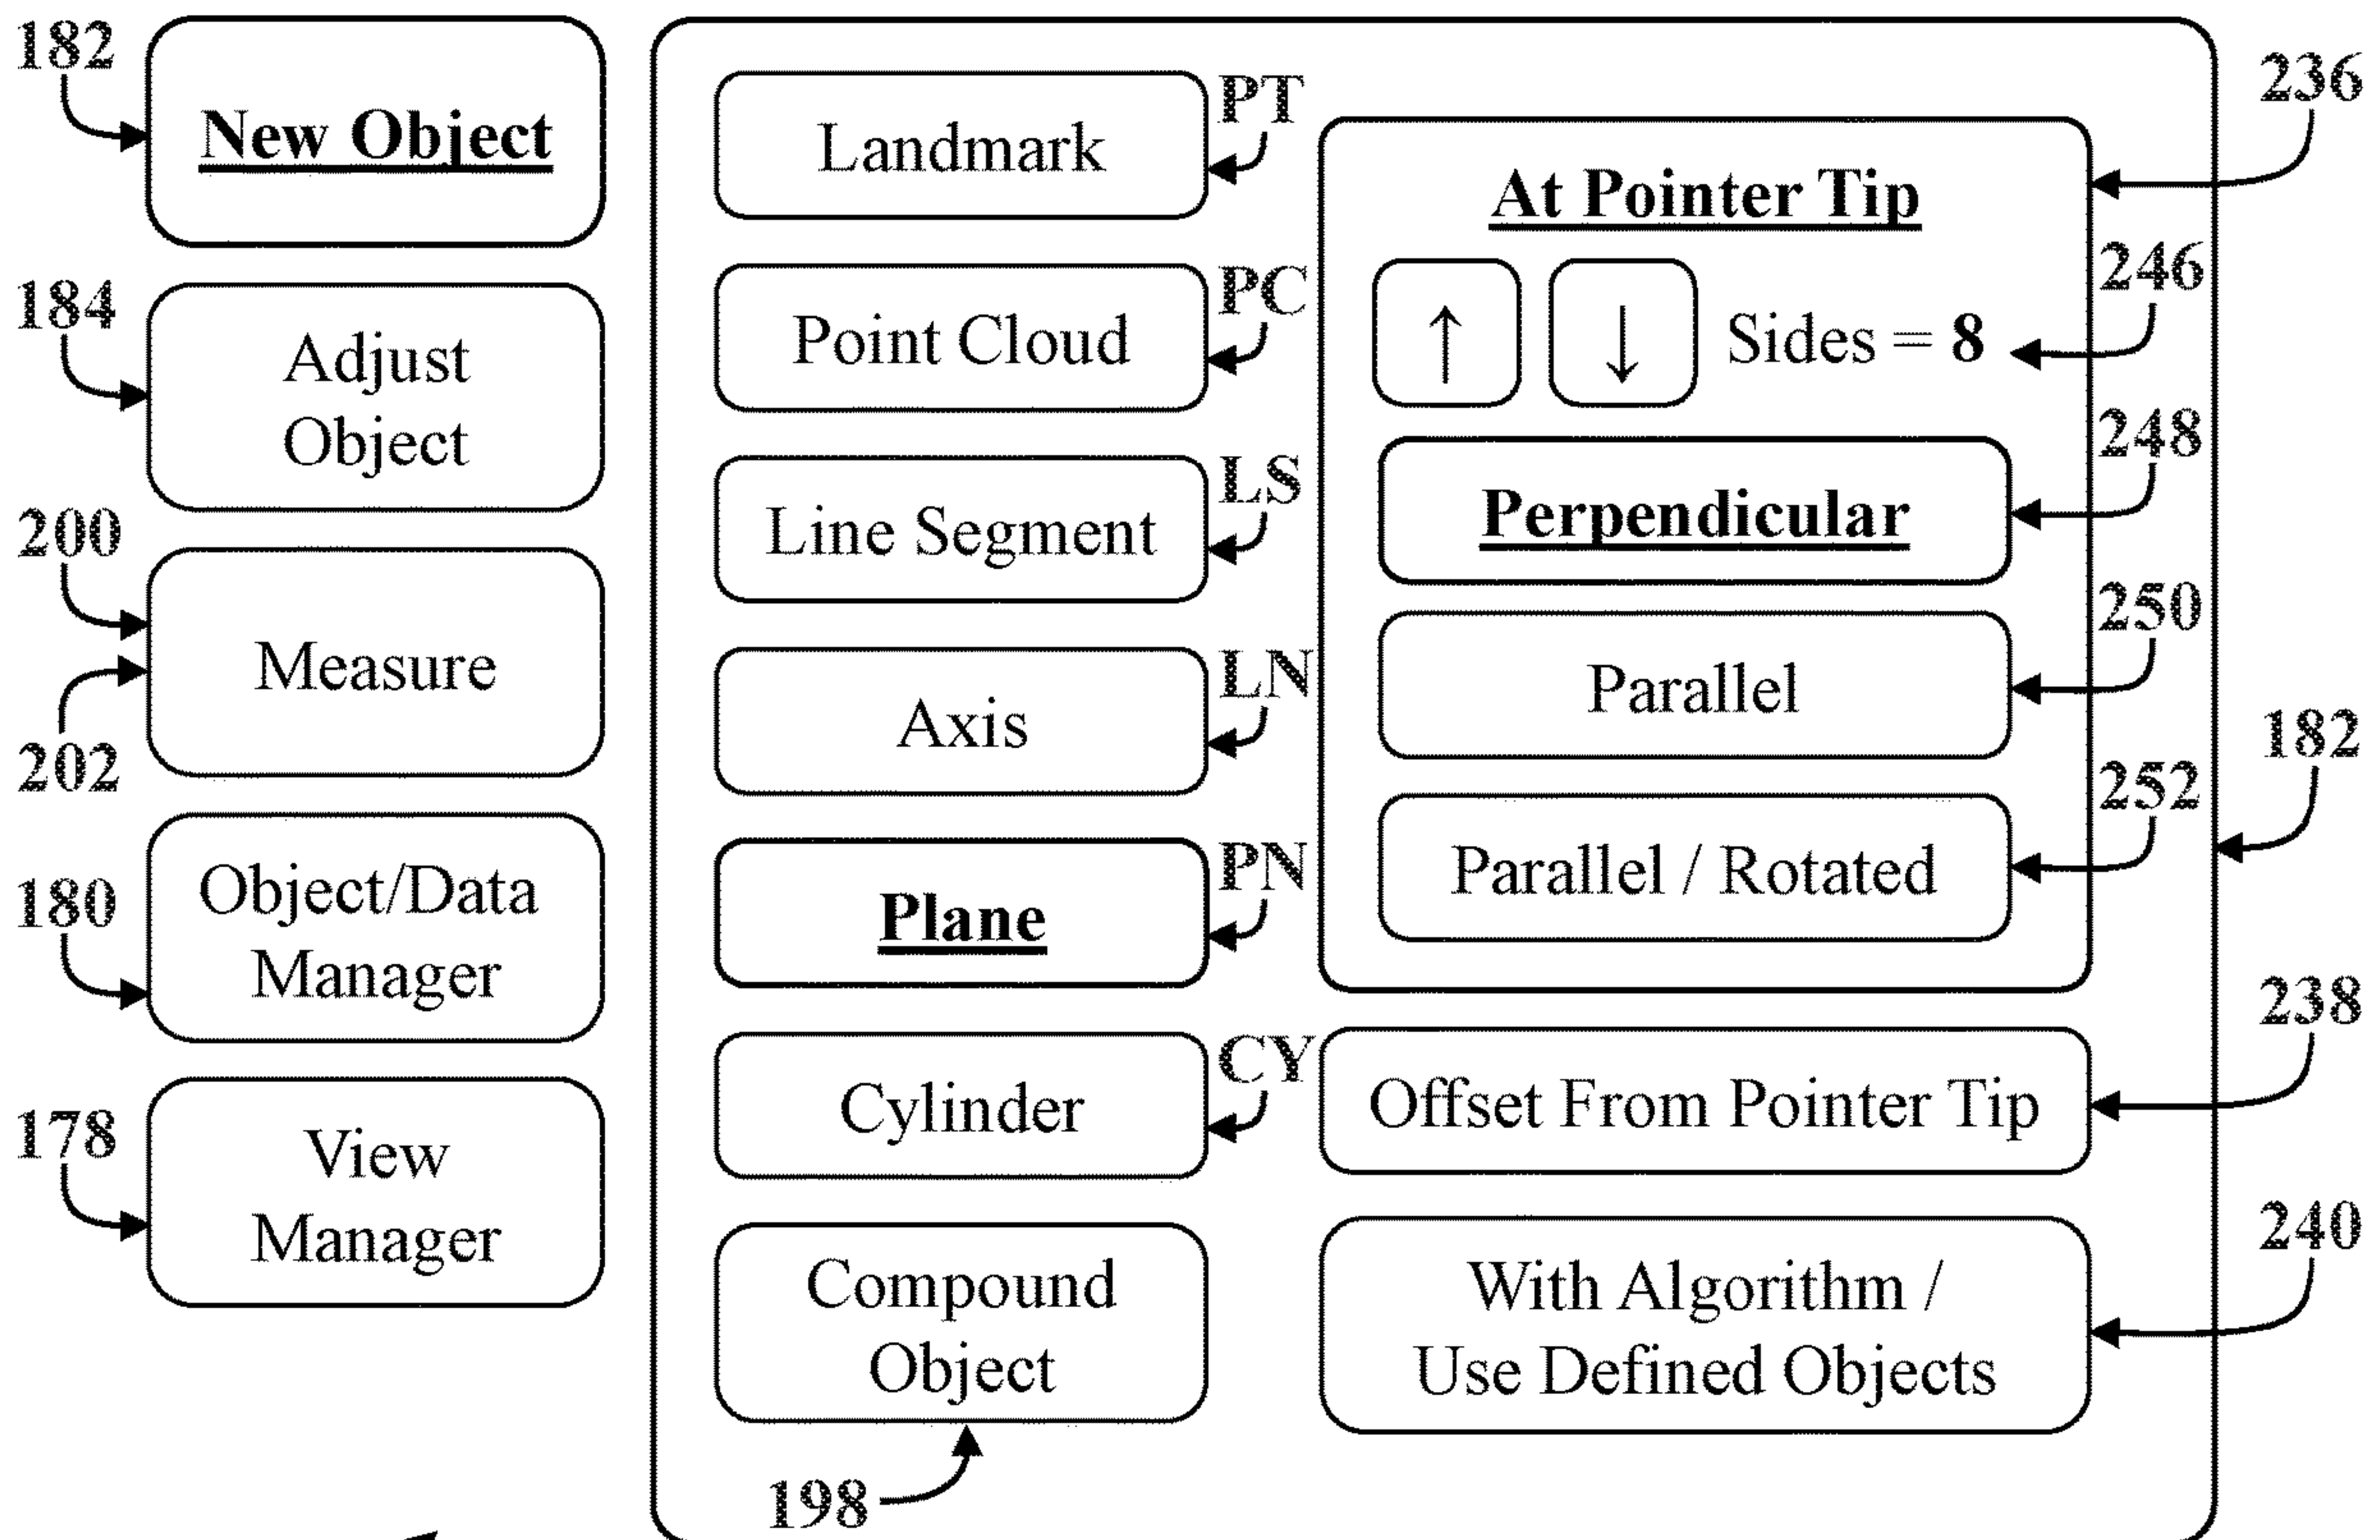 182
New Object
184
Adjust
Object
200
Measure
202
180
Object/Data
Manager
178
View
Manager
Landmark
PT
Point Cloud
PC
Line Segment
LS
Axis
LN
Plane
PN
Cylinder
CY
Compound
Object
198
At Pointer Tip
236
↑ ↓ Sides = 8
246
Perpendicular
248
Parallel
250
Parallel / Rotated
252
182
Offset From Pointer Tip
238
With Algorithm /
Use Defined Objects
240